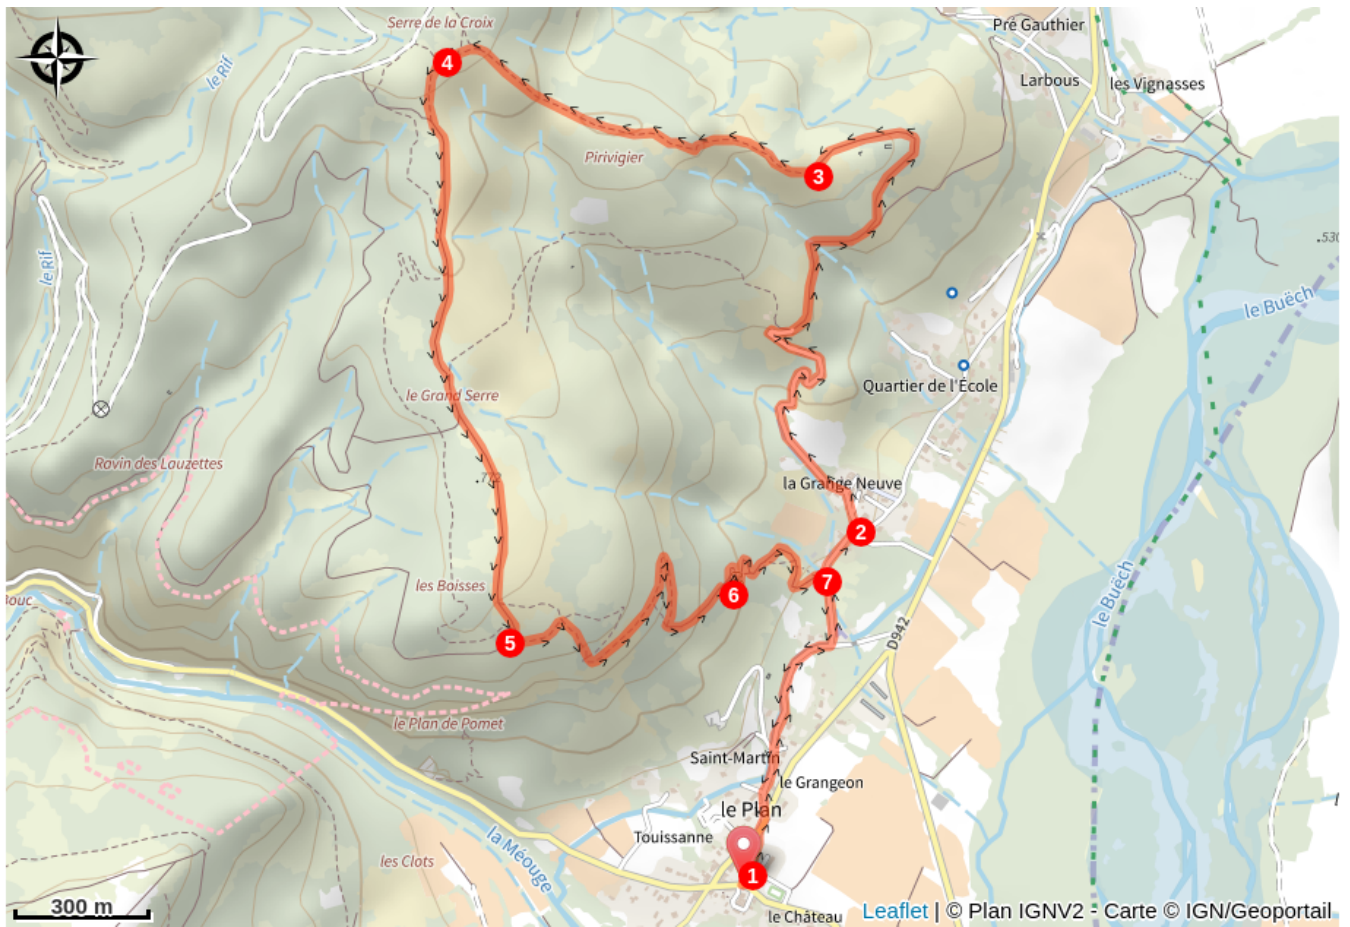 Serre de la Croix
Pré Gauthier
le Rif
4
Larbous
les Vignasses
Pirivigier
3
.530
le Rif
le Buëch
Quartier de l'École
le Grand Serre
Ravin des Lauzettes
.773
la Grange Neuve
2
les Boisses
7
6
ouc
le Buëch
5
D942
le Plan de Pomet
Saint-Martin
le Grangeon
le Plan
Touissanne
la Méouge
les Clots
1
300 m
le Château
Leaflet | © Plan IGNV2 - Carte © IGN/Geoportail